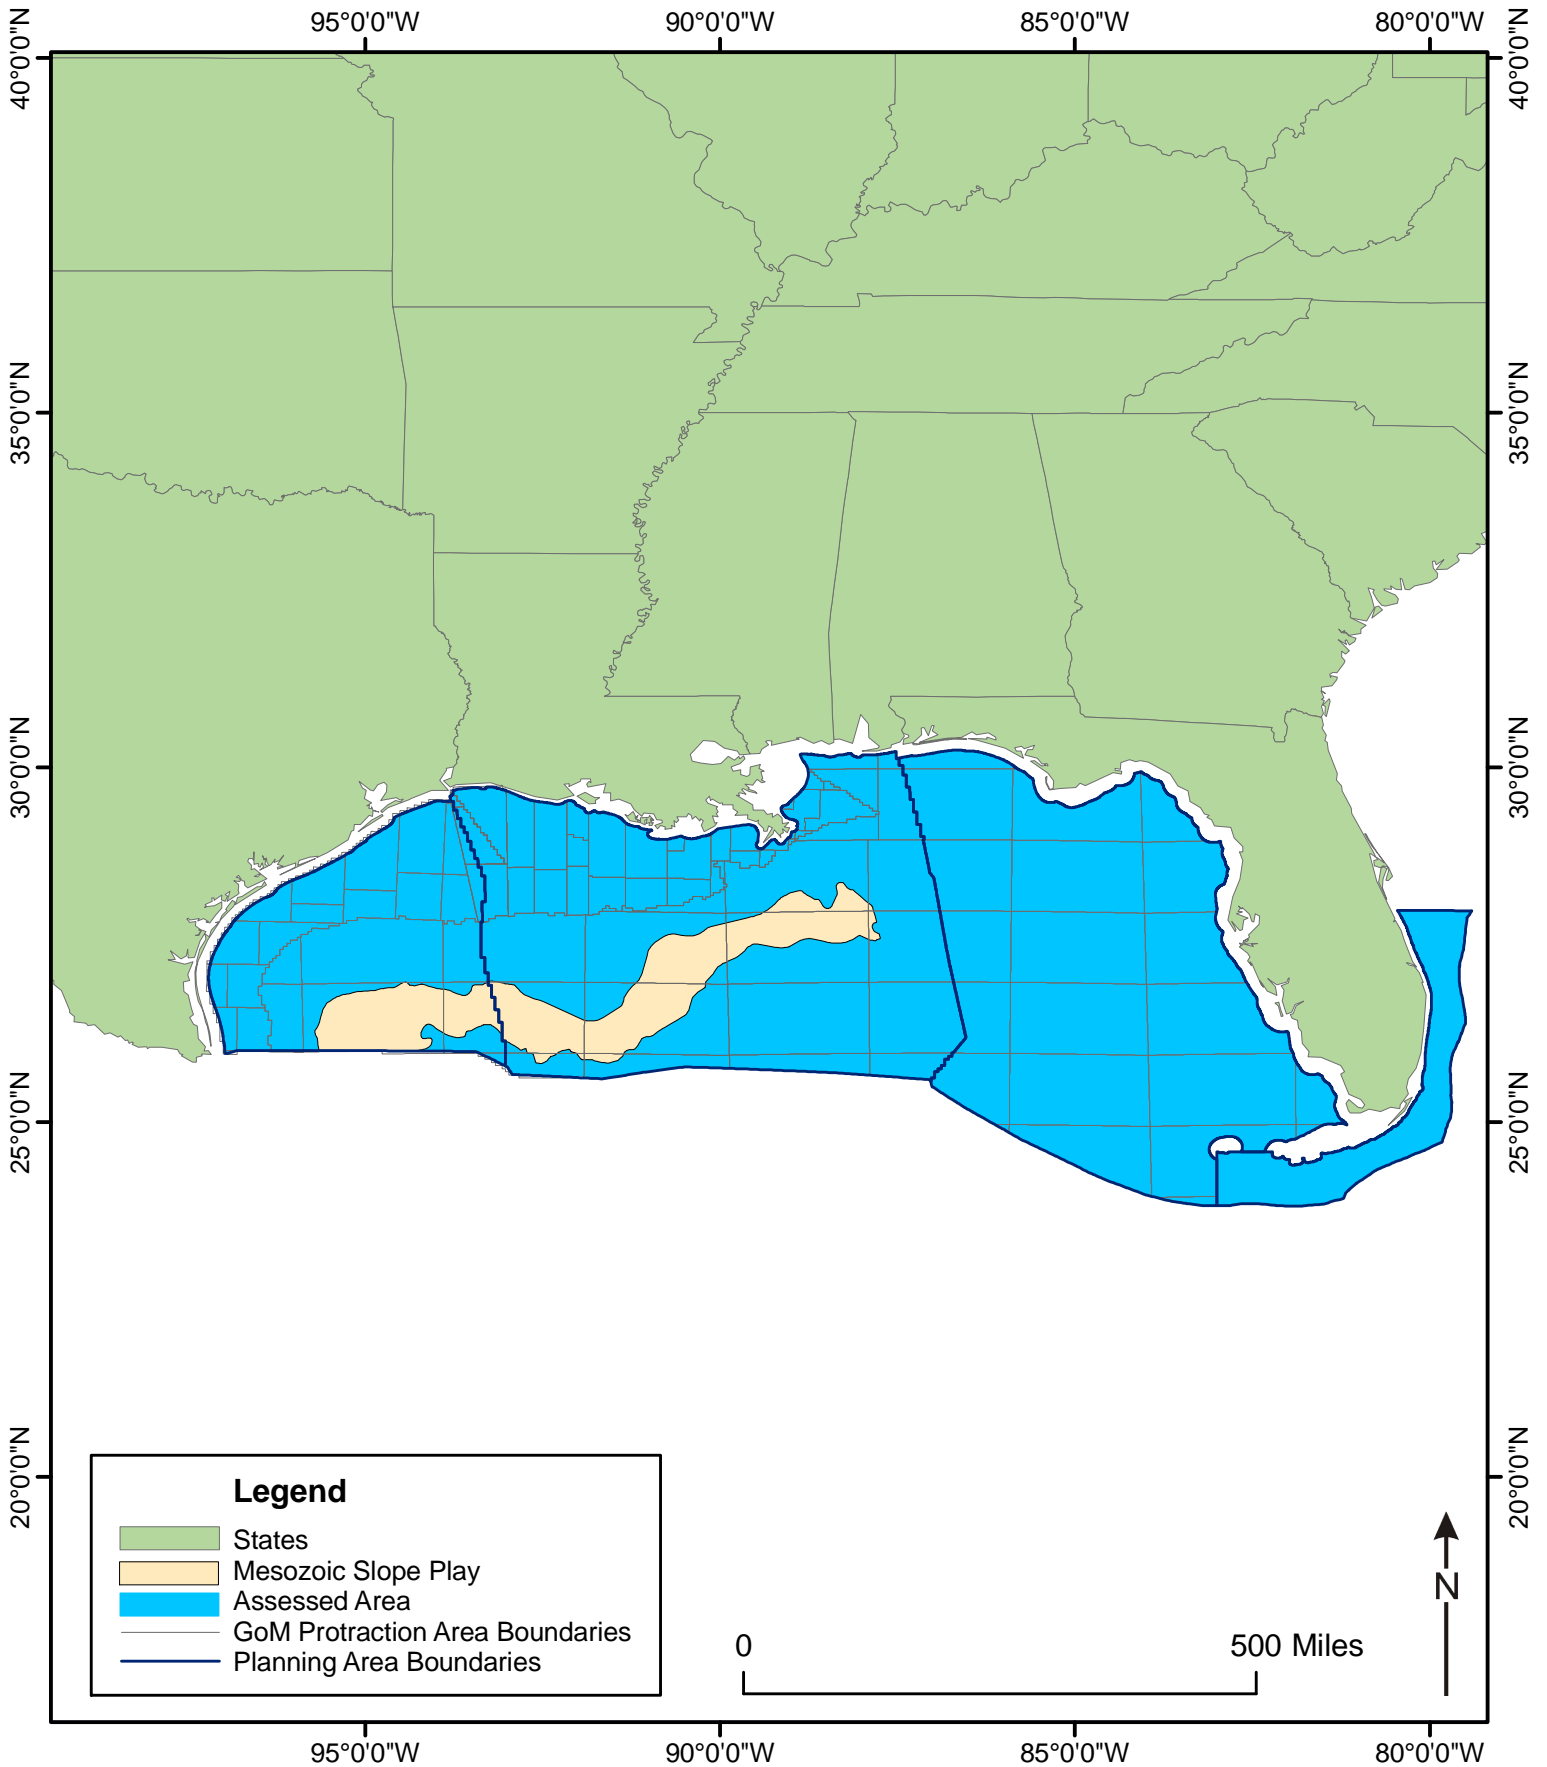 95°0'0"W 90°0'0"W 85°0'0"W 80°0'0"W
40°0'0"N 40°0'0"N
35°0'0"N 35°0'0"N
30°0'0"N 30°0'0"N
25°0'0"N 25°0'0"N
20°0'0"N 20°0'0"N
Legend
States
Mesozoic Slope Play
Assessed Area
GoM Protraction Area Boundaries
Planning Area Boundaries
0 500 Miles
N
95°0'0"W 90°0'0"W 85°0'0"W 80°0'0"W